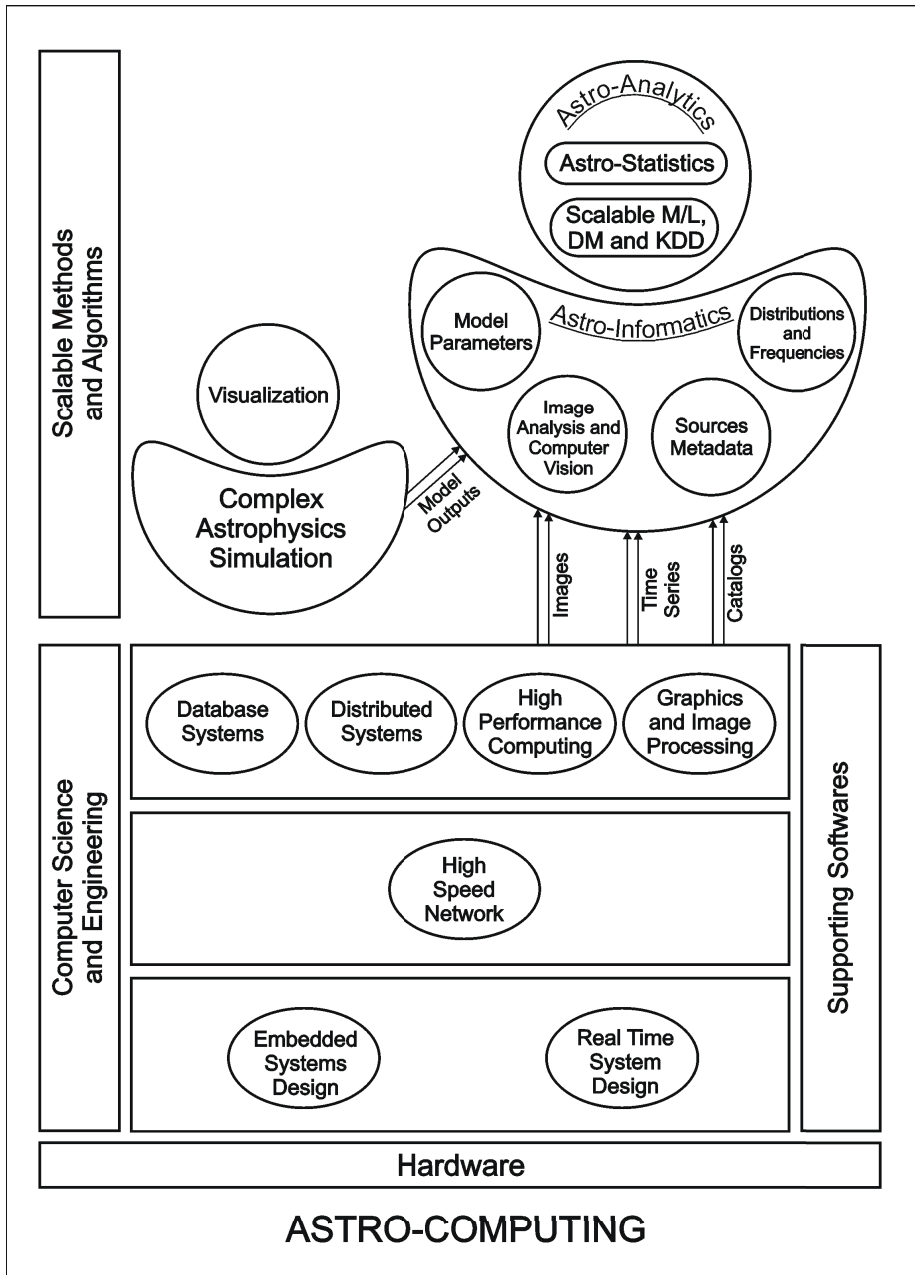 Astro-Analytics
Astro-Statistics
Scalable M/L,
DM and KDD
Astro-Informatics
Model
Parameters
Distributions
and
Frequencies
Image
Analysis and
Computer
Vision
Sources
Metadata
Scalable Methods
and Algorithms
Visualization
Complex
Astrophysics
Simulation
Model
Outputs
Images
Time
Series
Catalogs
Computer Science
and Engineering
Database
Systems
Distributed
Systems
High
Performance
Computing
Graphics
and Image
Processing
High
Speed
Network
Embedded
Systems
Design
Real Time
System
Design
Supporting Softwares
Hardware
ASTRO-COMPUTING